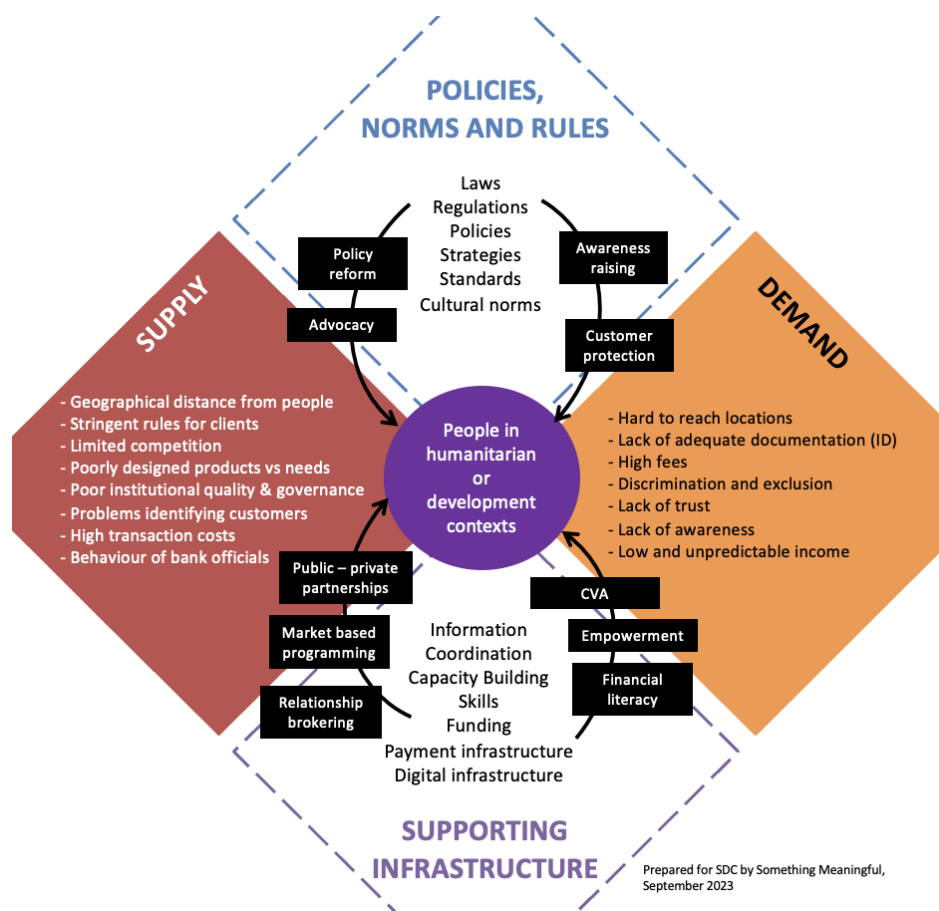 POLICIES,
NORMS AND RULES
Laws
Regulations
Policies
Strategies
Standards
Cultural norms
Policy
reform
Advocacy
Awareness
raising
Customer
protection
SUPPLY
- Geographical distance from people
- Stringent rules for clients
- Limited competition
- Poorly designed products vs needs
- Poor institutional quality & governance
- Problems identifying customers
- High transaction costs
- Behaviour of bank officials
People in
humanitarian
or
development
contexts
DEMAND
- Hard to reach locations
- Lack of adequate documentation (ID)
- High fees
- Discrimination and exclusion
- Lack of trust
- Lack of awareness
- Low and unpredictable income
Public – private
partnerships
Market based
programming
Relationship
brokering
CVA
Empowerment
Financial
literacy
Information
Coordination
Capacity Building
Skills
Funding
Payment infrastructure
Digital infrastructure
SUPPORTING
INFRASTRUCTURE
Prepared for SDC by Something Meaningful,
September 2023